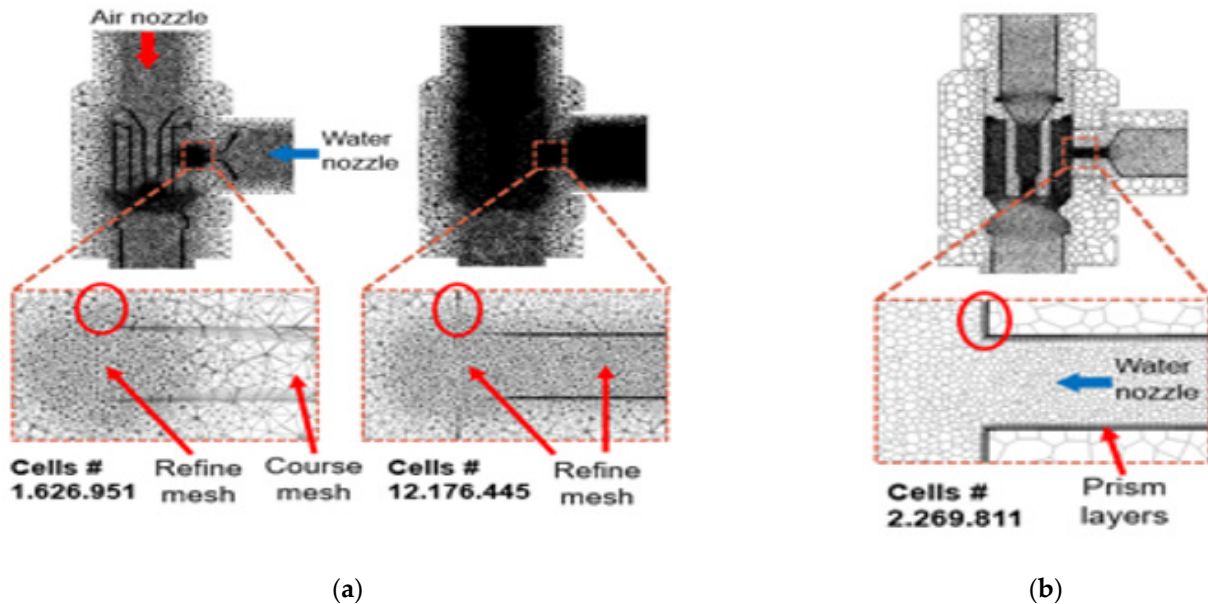 Air nozzle
Water
nozzle
Cells #
1.626.951
Refine
mesh
Course
mesh
Cells #
12.176.445
Refine
mesh
(a)
Water
nozzle
Cells #
2.269.811
Prism
layers
(b)